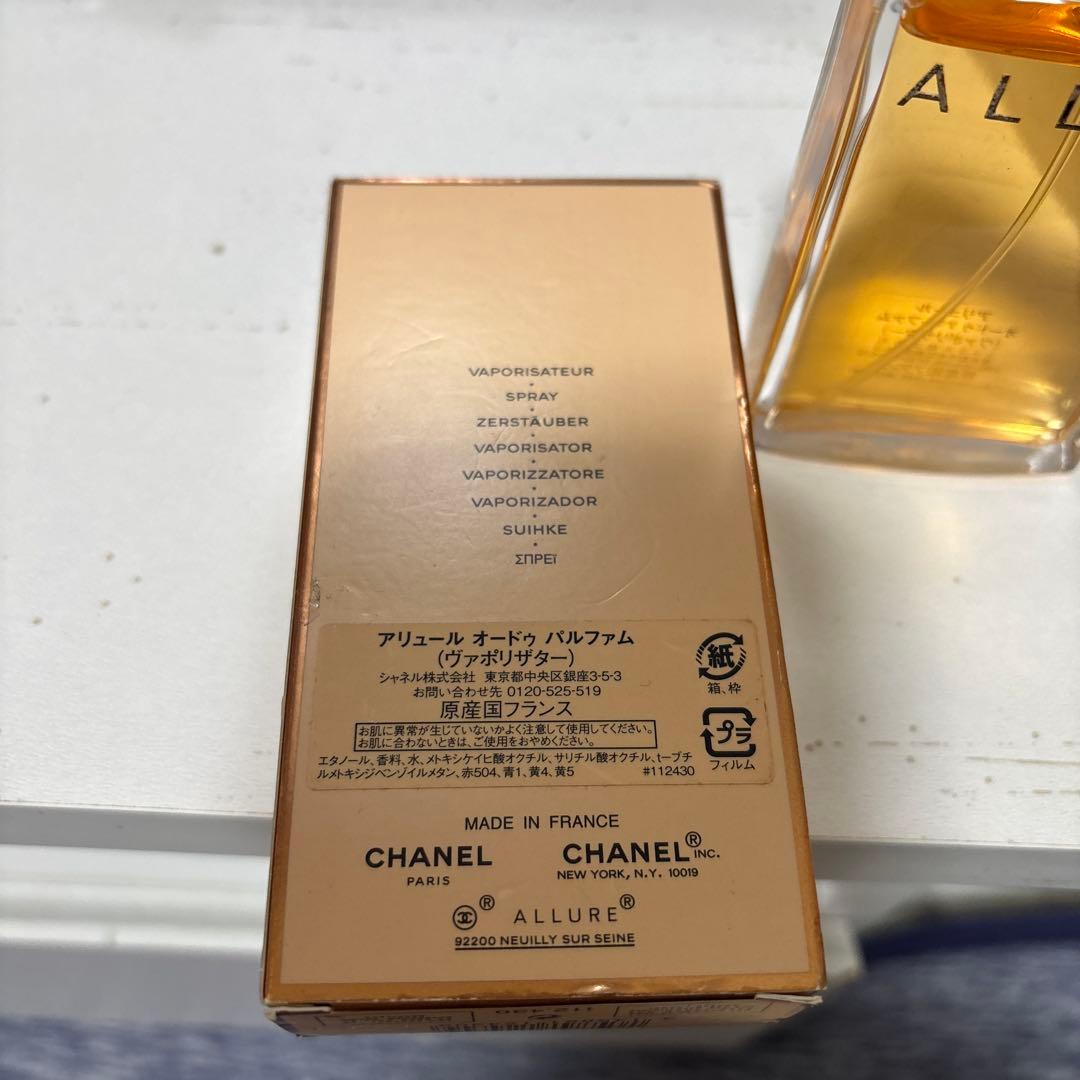 ALL
VAPORISATEUR
SPRAY
ZERSTÄUBER
VAPORISATOR
VAPORIZZATORE
VAPORIZADOR
SUIHKE
ΣΠΡΕΪ
アリュール オードゥ パルファム
(ヴァポリザター)
シャネル株式会社 東京都中央区銀座3-5-3
お問い合わせ先 0120-525-519
原産国フランス
お肌に異常が生じていないかよく注意して使用してください。
お肌に合わないときは、ご使用をおやめください。
エタノール、香料、水、メトキシケイヒ酸オクチル、サリチル酸オクチル、t-ブチ
ルメトキシジベンゾイルメタン、赤504、青1、黄4、黄5 #112430
紙
箱、枠
プラ
フィルム
MADE IN FRANCE
CHANEL
PARIS
CHANEL® INC.
NEW YORK, N.Y. 10019
® ALLURE®
92200 NEUILLY SUR SEINE